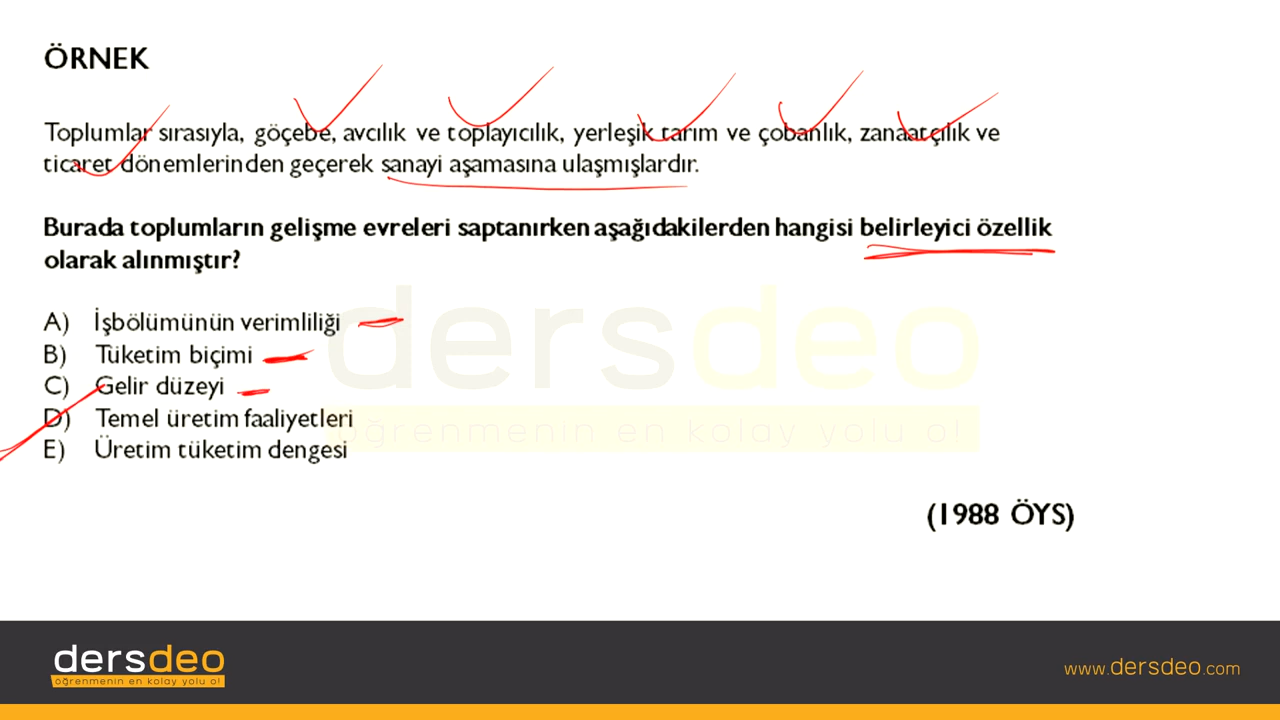 ÖRNEK
Toplumlar sırasıyla, göçebe, avcılık ve toplayıcılık, yerleşik tarım ve çobanlık, zanaatçılık ve
ticaret dönemlerinden geçerek sanayi aşamasına ulaşmışlardır.
Burada toplumların gelişme evreleri saptanırken aşağıdakilerden hangisi belirleyici özellik
olarak alınmıştır?
A) İşbölümünün verimliliği
B) Tüketim biçimi
C) Gelir düzeyi
D) Temel üretim faaliyetleri
E) Üretim tüketim dengesi
dersdeo
öğrenmenin en kolay yolu o!
(1988 ÖYS)
dersdeo
öğrenmenin en kolay yolu o!
www.dersdeo.com